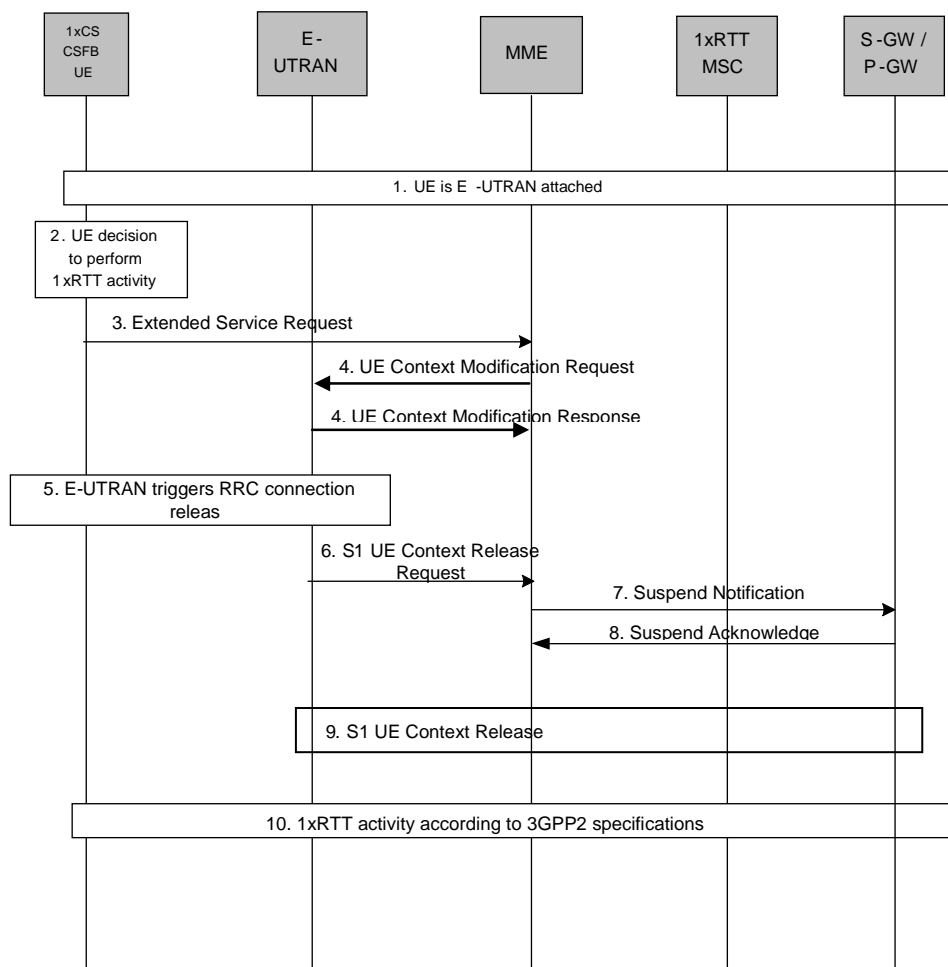 1xCS
CSFB
UE
E-
UTRAN
MME
1xRTT
MSC
S-GW /
P-GW
1. UE is E -UTRAN attached
2. UE decision
to perform
1xRTT activity
3. Extended Service Request
4. UE Context Modification Request
4. UE Context Modification Response
5. E-UTRAN triggers RRC connection
releas
6. S1 UE Context Release
Request
7. Suspend Notification
8. Suspend Acknowledge
9. S1 UE Context Release
10. 1xRTT activity according to 3GPP2 specifications